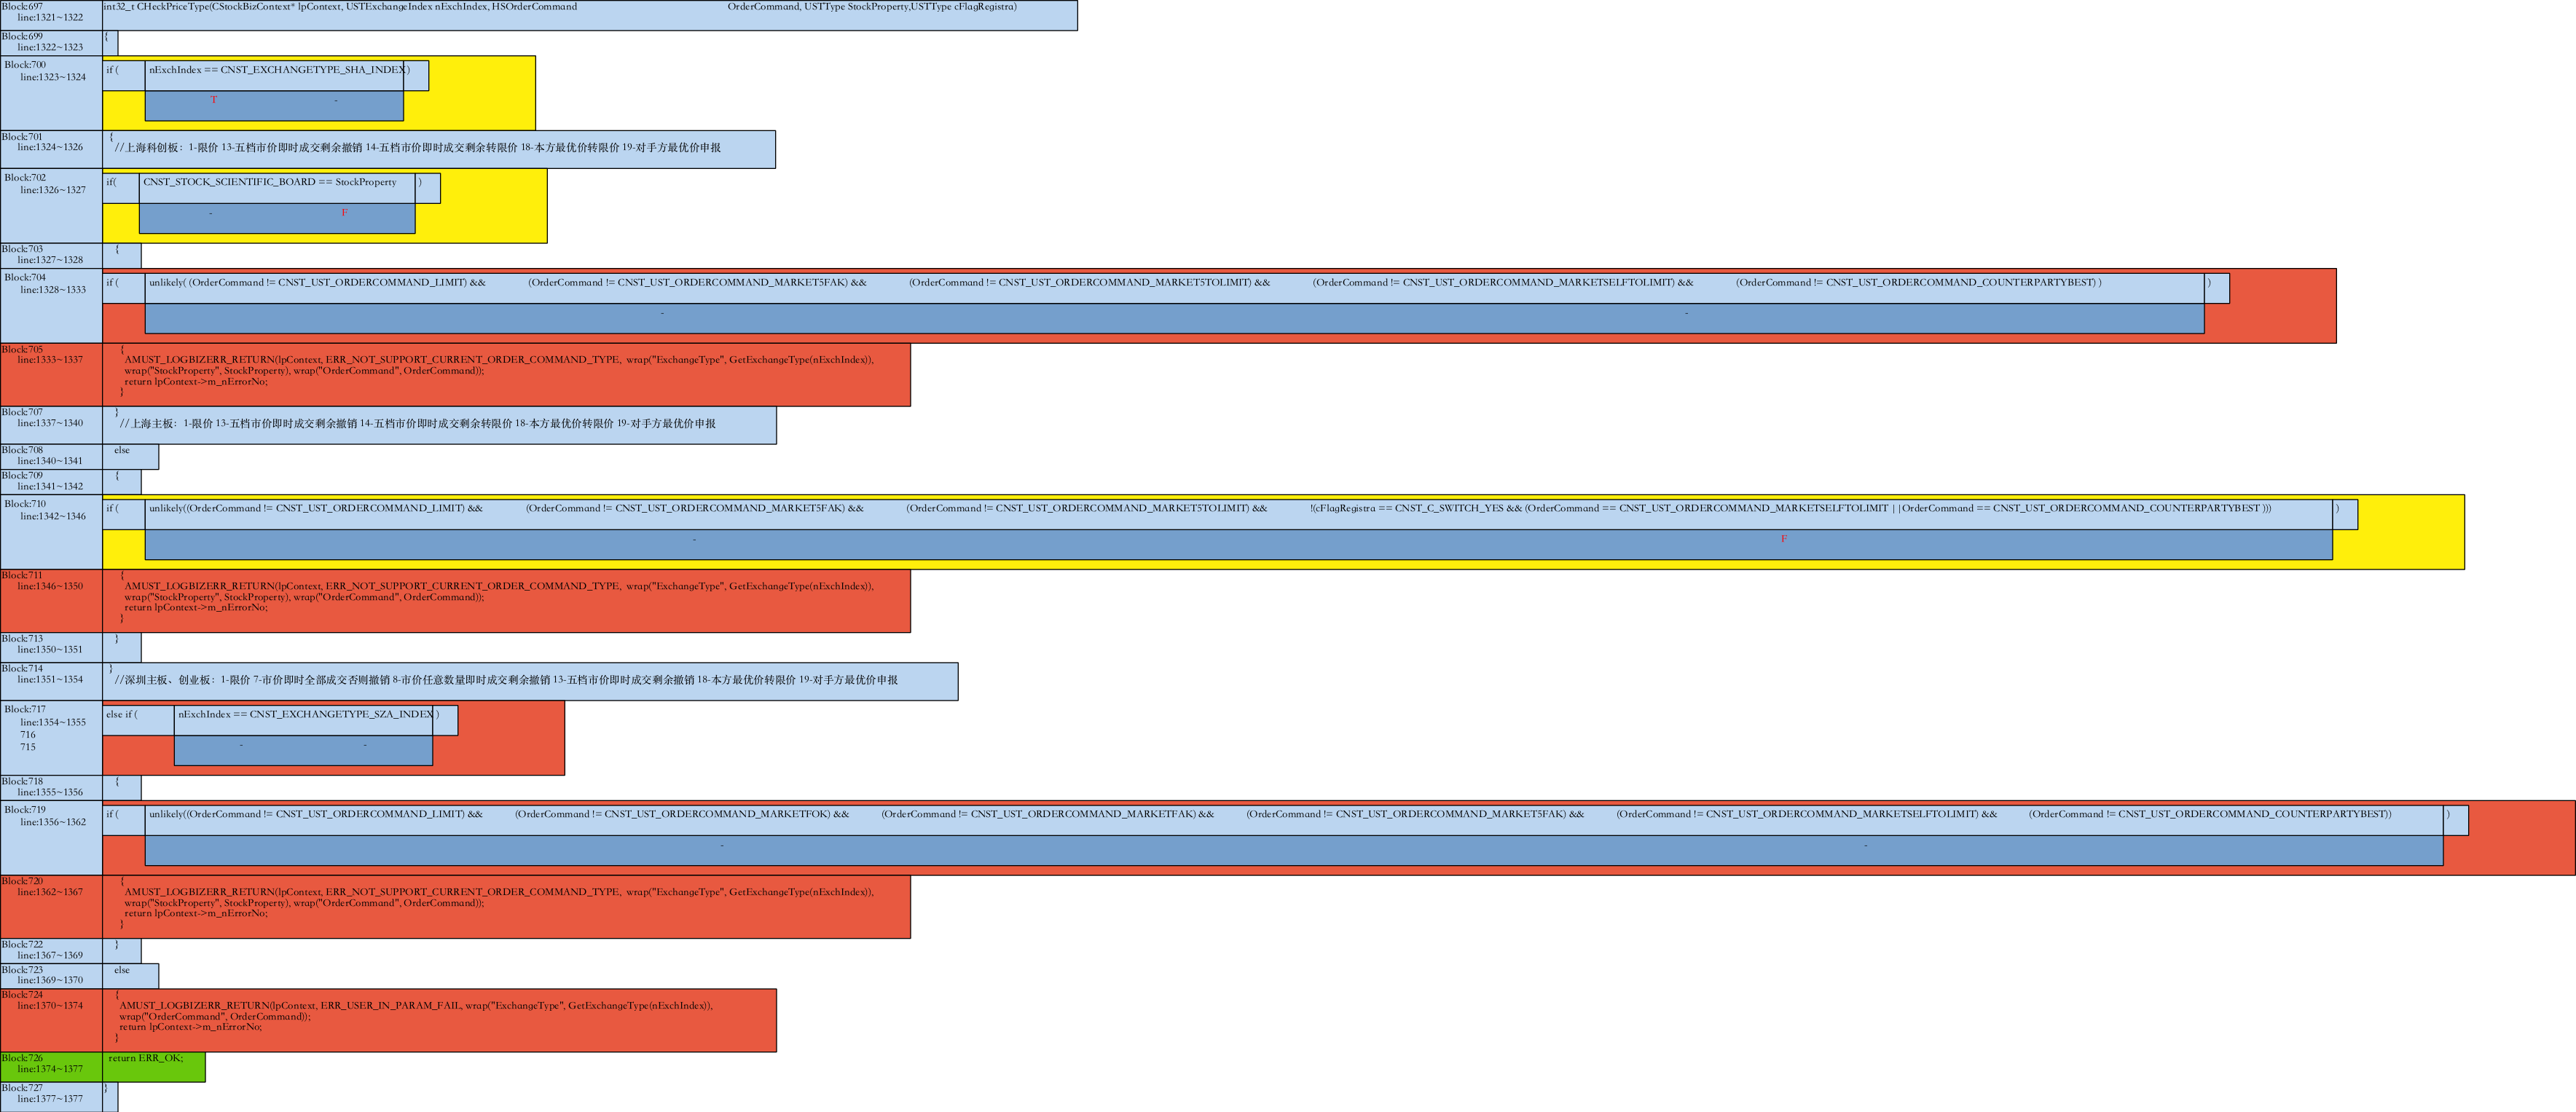 Block:697 int32_t CHeckPriceType(CStockBizContext* lpContext, USTExchangeIndex nExchIndex, HSOrderCommand OrderCommand, USTType StockProperty,USTType cFlagRegistra)
line:1321~1322
Block:699 {
line:1322~1323
Block:700 if ( nExchIndex == CNST_EXCHANGETYPE_SHA_INDEX )
line:1323~1324
T -
Block:701 {
line:1324~1326 //上海科创板：1-限价 13-五档市价即时成交剩余撤销 14-五档市价即时成交剩余转限价 18-本方最优价转限价 19-对手方最优价申报
Block:702 if( CNST_STOCK_SCIENTIFIC_BOARD == StockProperty )
line:1326~1327
- F
Block:703 {
line:1327~1328
Block:704 if ( unlikely( (OrderCommand != CNST_UST_ORDERCOMMAND_LIMIT) && (OrderCommand != CNST_UST_ORDERCOMMAND_MARKET5FAK) && (OrderCommand != CNST_UST_ORDERCOMMAND_MARKET5TOLIMIT) && (OrderCommand != CNST_UST_ORDERCOMMAND_MARKETSELFTOLIMIT) && (OrderCommand != CNST_UST_ORDERCOMMAND_COUNTERPARTYBEST) ) )
line:1328~1333
- -
Block:705 {
line:1333~1337 AMUST_LOGBIZERR_RETURN(lpContext, ERR_NOT_SUPPORT_CURRENT_ORDER_COMMAND_TYPE, wrap("ExchangeType", GetExchangeType(nExchIndex)),
wrap("StockProperty", StockProperty), wrap("OrderCommand", OrderCommand));
return lpContext->m_nErrorNo;
}
Block:707 }
line:1337~1340 //上海主板：1-限价 13-五档市价即时成交剩余撤销 14-五档市价即时成交剩余转限价 18-本方最优价转限价 19-对手方最优价申报
Block:708 else
line:1340~1341
Block:709 {
line:1341~1342
Block:710 if ( unlikely((OrderCommand != CNST_UST_ORDERCOMMAND_LIMIT) && (OrderCommand != CNST_UST_ORDERCOMMAND_MARKET5FAK) && (OrderCommand != CNST_UST_ORDERCOMMAND_MARKET5TOLIMIT) && !(cFlagRegistra == CNST_C_SWITCH_YES && (OrderCommand == CNST_UST_ORDERCOMMAND_MARKETSELFTOLIMIT ||OrderCommand == CNST_UST_ORDERCOMMAND_COUNTERPARTYBEST ))) )
line:1342~1346
- F
Block:711 {
line:1346~1350 AMUST_LOGBIZERR_RETURN(lpContext, ERR_NOT_SUPPORT_CURRENT_ORDER_COMMAND_TYPE, wrap("ExchangeType", GetExchangeType(nExchIndex)),
wrap("StockProperty", StockProperty), wrap("OrderCommand", OrderCommand));
return lpContext->m_nErrorNo;
}
Block:713 }
line:1350~1351
Block:714 }
line:1351~1354 //深圳主板、创业板：1-限价 7-市价即时全部成交否则撤销 8-市价任意数量即时成交剩余撤销 13-五档市价即时成交剩余撤销 18-本方最优价转限价 19-对手方最优价申报
Block:717 else if ( nExchIndex == CNST_EXCHANGETYPE_SZA_INDEX )
line:1354~1355
716
715 - -
Block:718 {
line:1355~1356
Block:719 if ( unlikely((OrderCommand != CNST_UST_ORDERCOMMAND_LIMIT) && (OrderCommand != CNST_UST_ORDERCOMMAND_MARKETFOK) && (OrderCommand != CNST_UST_ORDERCOMMAND_MARKETFAK) && (OrderCommand != CNST_UST_ORDERCOMMAND_MARKET5FAK) && (OrderCommand != CNST_UST_ORDERCOMMAND_MARKETSELFTOLIMIT) && (OrderCommand != CNST_UST_ORDERCOMMAND_COUNTERPARTYBEST)) )
line:1356~1362
- -
Block:720 {
line:1362~1367 AMUST_LOGBIZERR_RETURN(lpContext, ERR_NOT_SUPPORT_CURRENT_ORDER_COMMAND_TYPE, wrap("ExchangeType", GetExchangeType(nExchIndex)),
wrap("StockProperty", StockProperty), wrap("OrderCommand", OrderCommand));
return lpContext->m_nErrorNo;
}
Block:722 }
line:1367~1369
Block:723 else
line:1369~1370
Block:724 {
line:1370~1374 AMUST_LOGBIZERR_RETURN(lpContext, ERR_USER_IN_PARAM_FAIL, wrap("ExchangeType", GetExchangeType(nExchIndex)),
wrap("OrderCommand", OrderCommand));
return lpContext->m_nErrorNo;
}
Block:726 return ERR_OK;
line:1374~1377
Block:727 }
line:1377~1377